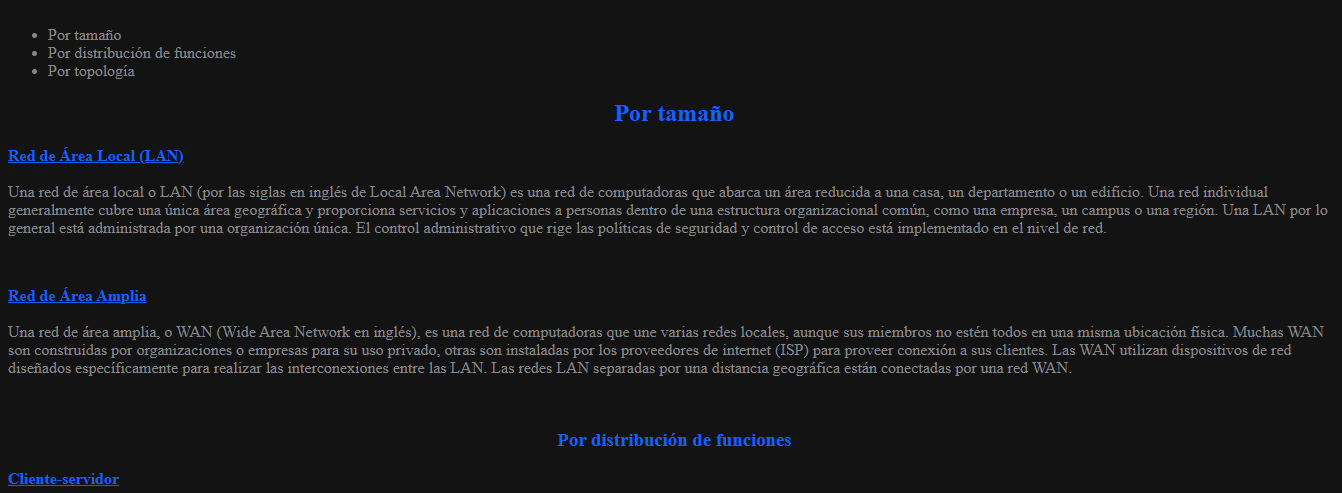 Por tamaño
Por distribución de funciones
Por topología
Por tamaño
Red de Área Local (LAN)
Una red de área local o LAN (por las siglas en inglés de Local Area Network) es una red de computadoras que abarca un área reducida a una casa, un departamento o un edificio. Una red individual
generalmente cubre una única área geográfica y proporciona servicios y aplicaciones a personas dentro de una estructura organizacional común, como una empresa, un campus o una región. Una LAN por lo
general está administrada por una organización única. El control administrativo que rige las políticas de seguridad y control de acceso está implementado en el nivel de red.
Red de Área Amplia
Una red de área amplia, o WAN (Wide Area Network en inglés), es una red de computadoras que une varias redes locales, aunque sus miembros no estén todos en una misma ubicación física. Muchas WAN
son construidas por organizaciones o empresas para su uso privado, otras son instaladas por los proveedores de internet (ISP) para proveer conexión a sus clientes. Las WAN utilizan dispositivos de red
diseñados específicamente para realizar las interconexiones entre las LAN. Las redes LAN separadas por una distancia geográfica están conectadas por una red WAN.
Por distribución de funciones
Cliente-servidor